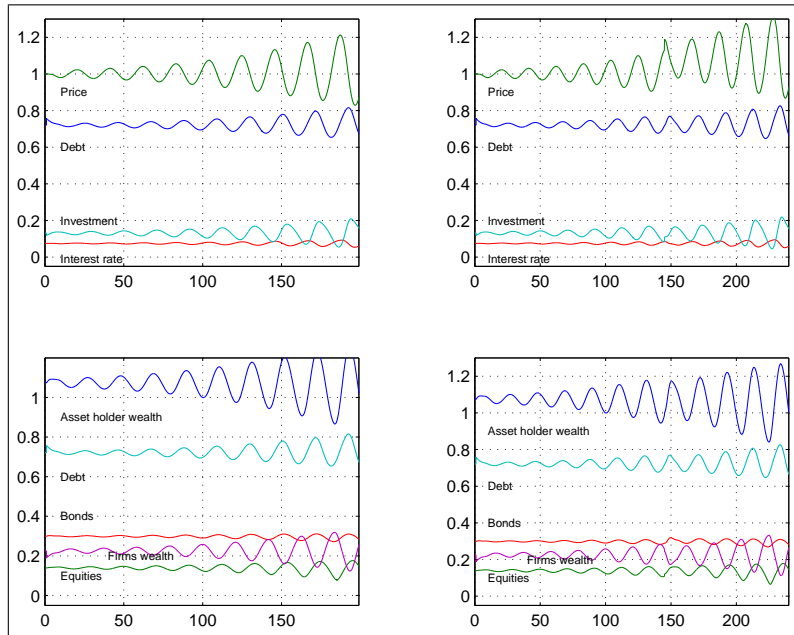 1.2
1
Price
0.8
Debt
0.6
0.4
Investment
0.2
0
Interest rate
0 50 100 150
1.2
1
Price
0.8
Debt
0.6
0.4
Investment
0.2
0
Interest rate
0 50 100 150 200
1
Asset holder wealth
0.8
Debt
0.6
Bonds
0.4
0.2
Firms wealth
Equities
0
0 50 100 150
1.2
1
Asset holder wealth
0.8
Debt
0.6
Bonds
0.4
0.2
Firms wealth
Equities
0
0 50 100 150 200